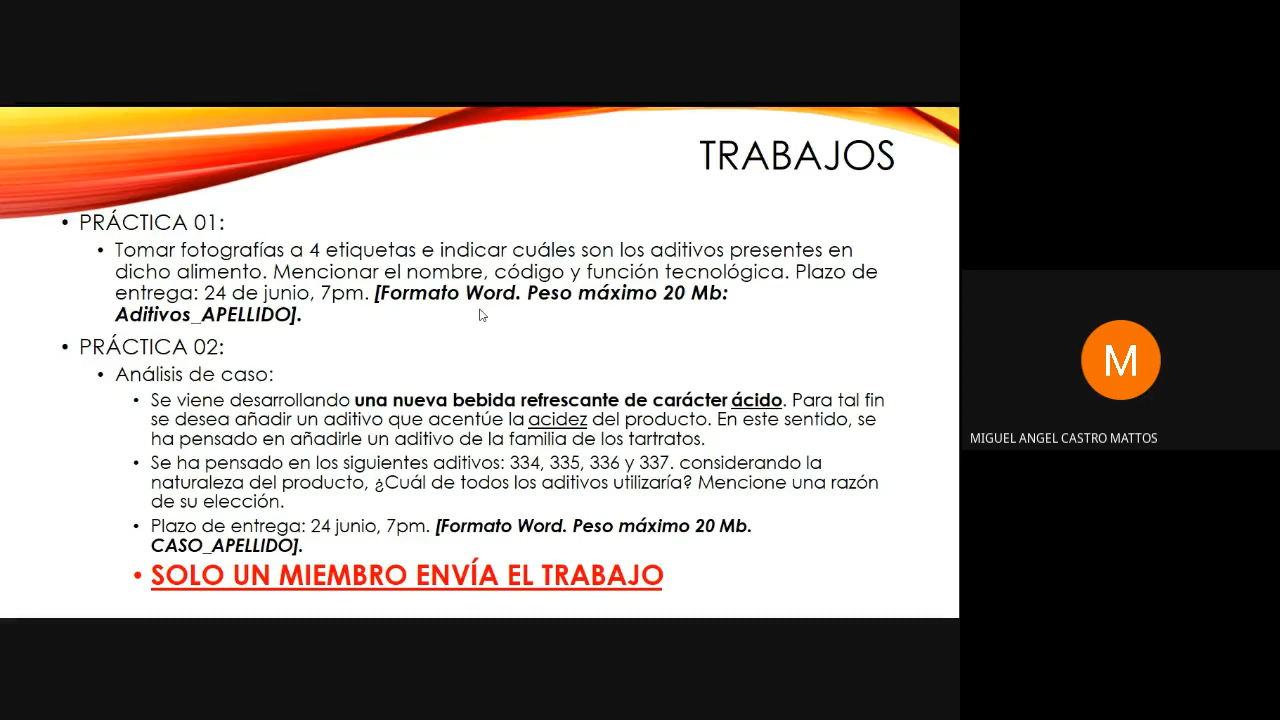 TRABAJOS
• PRÁCTICA 01:
• Tomar fotografías a 4 etiquetas e indicar cuáles son los aditivos presentes en
dicho alimento. Mencionar el nombre, código y función tecnológica. Plazo de
entrega: 24 de junio, 7pm. [Formato Word. Peso máximo 20 Mb:
Aditivos_APELLIDO].
• PRÁCTICA 02:
• Análisis de caso:
• Se viene desarrollando una nueva bebida refrescante de carácter ácido. Para tal fin
se desea añadir un aditivo que acentúe la acidez del producto. En este sentido, se
ha pensado en añadirle un aditivo de la familia de los tartratos.
• Se ha pensado en los siguientes aditivos: 334, 335, 336 y 337. considerando la
naturaleza del producto, ¿Cuál de todos los aditivos utilizaría? Mencione una razón
de su elección.
• Plazo de entrega: 24 junio, 7pm. [Formato Word. Peso máximo 20 Mb.
CASO_APELLIDO].
• SOLO UN MIEMBRO ENVÍA EL TRABAJO
M
MIGUEL ANGEL CASTRO MATTOS